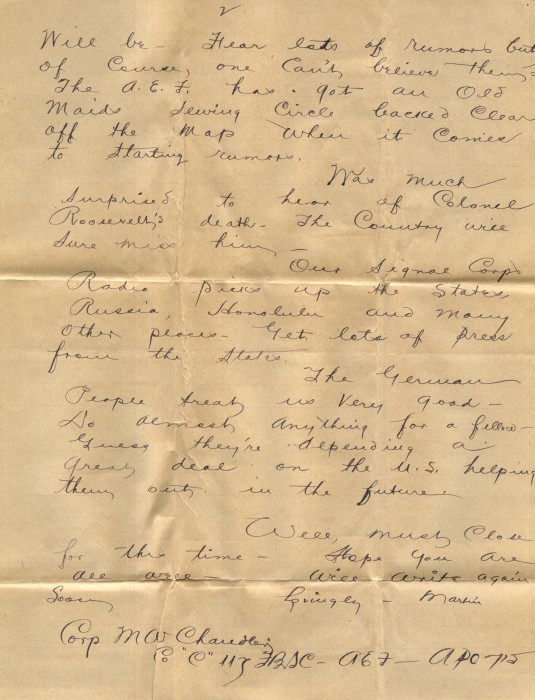 2
Will be - Hear lots of rumors but
of Course, one Can't believe them -
The A.E.F. has got an Old
Maids Sewing Circle backed Clear
off the Map When it Comes
to starting rumors.
Was much
Surprised to hear of Colonel
Roosevelt's death - The Country will
Sure miss him -
Our Signal Corps
Radio picks up the States,
Russia, Honolulu and Many
Other places - Get lots of press
from the States.
The German
People treat us Very good -
Do almost anything for a fellow -
Guess they're depending a
great deal on the U.S. helping
them out in the future
Well, must Close
for this time - Hope you are
all well - Will write again
Soon
Lovingly - Martin
Corp M W Chandler
Co "C" 117 FBSC - AEF - APO -715